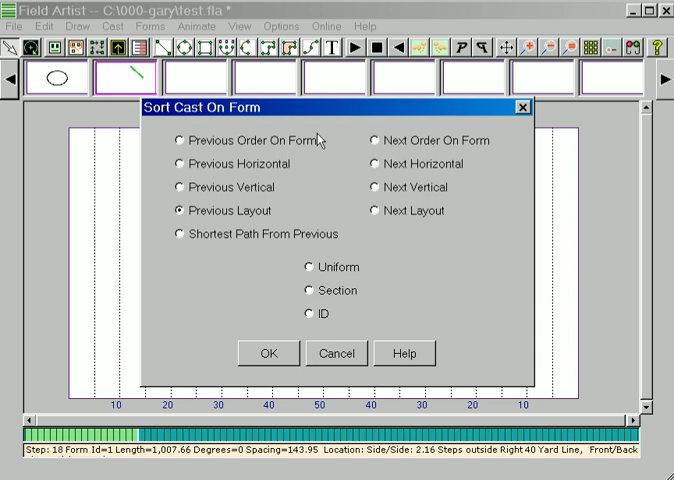 Field Artist -- C:\000-gary\test.fla *
File Edit Draw Cast Forms Animate View Options Online Help
T P ?
Sort Cast On Form
Previous Order On Form Next Order On Form
Previous Horizontal Next Horizontal
Previous Vertical Next Vertical
Previous Layout Next Layout
Shortest Path From Previous
Uniform
Section
ID
OK Cancel Help
10 20 30 40 50 40 30 20 10
Step: 18 Form Id=1 Length=1,007.66 Degrees=0 Spacing=143.95 Location: Side/Side: 2.16 Steps outside Right 40 Yard Line, Front/Back